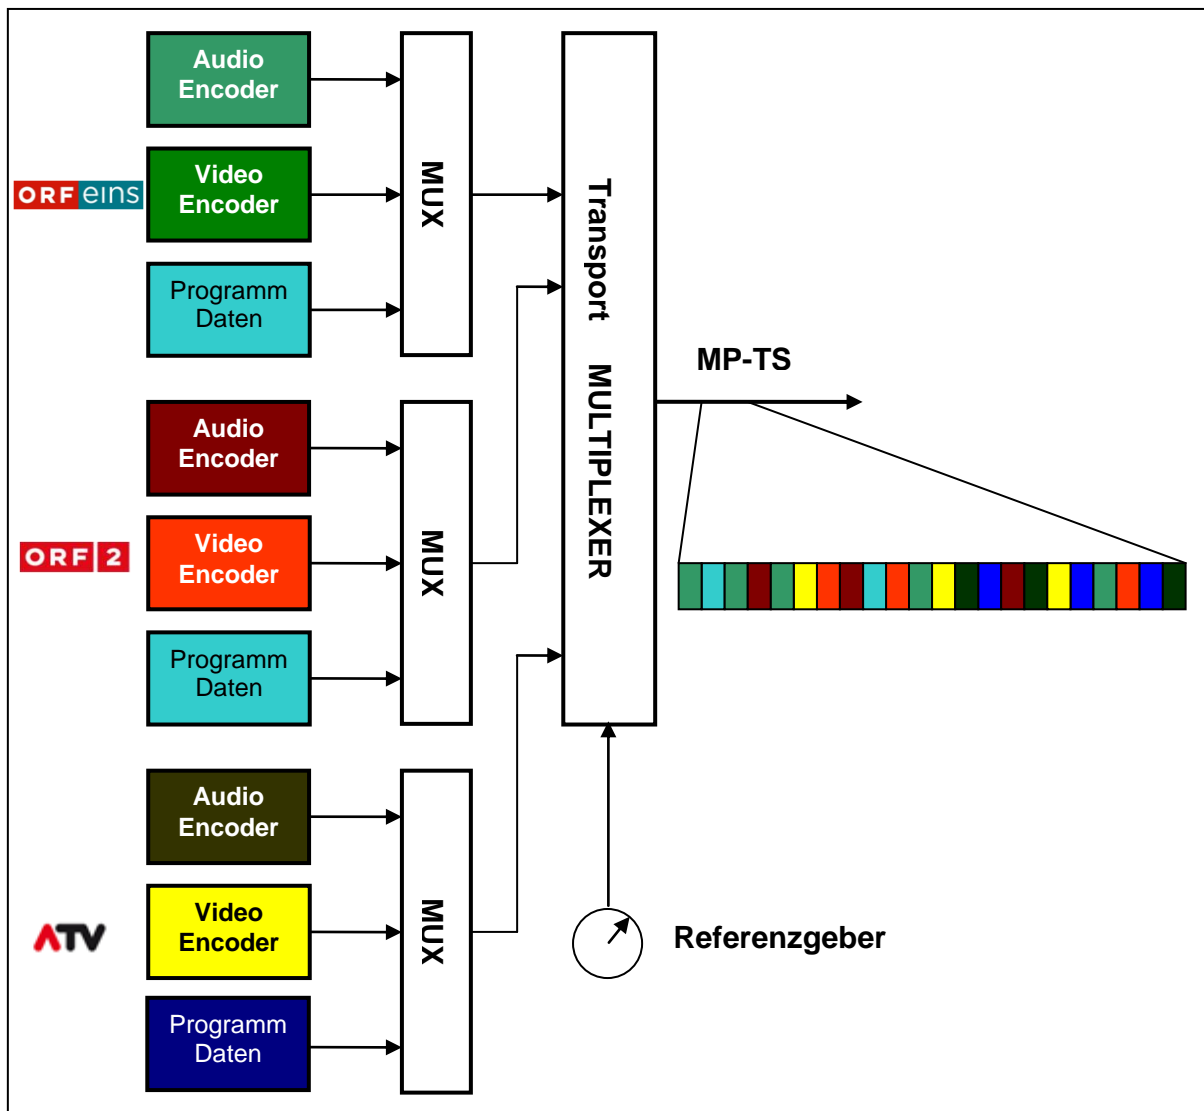 Audio
Encoder
ORF eins
Video
Encoder
Programm
Daten
MUX
Audio
Encoder
ORF 2
Video
Encoder
Programm
Daten
MUX
Audio
Encoder
ATV
Video
Encoder
Programm
Daten
MUX
Transport MULTIPLEXER
MP-TS
Referenzgeber